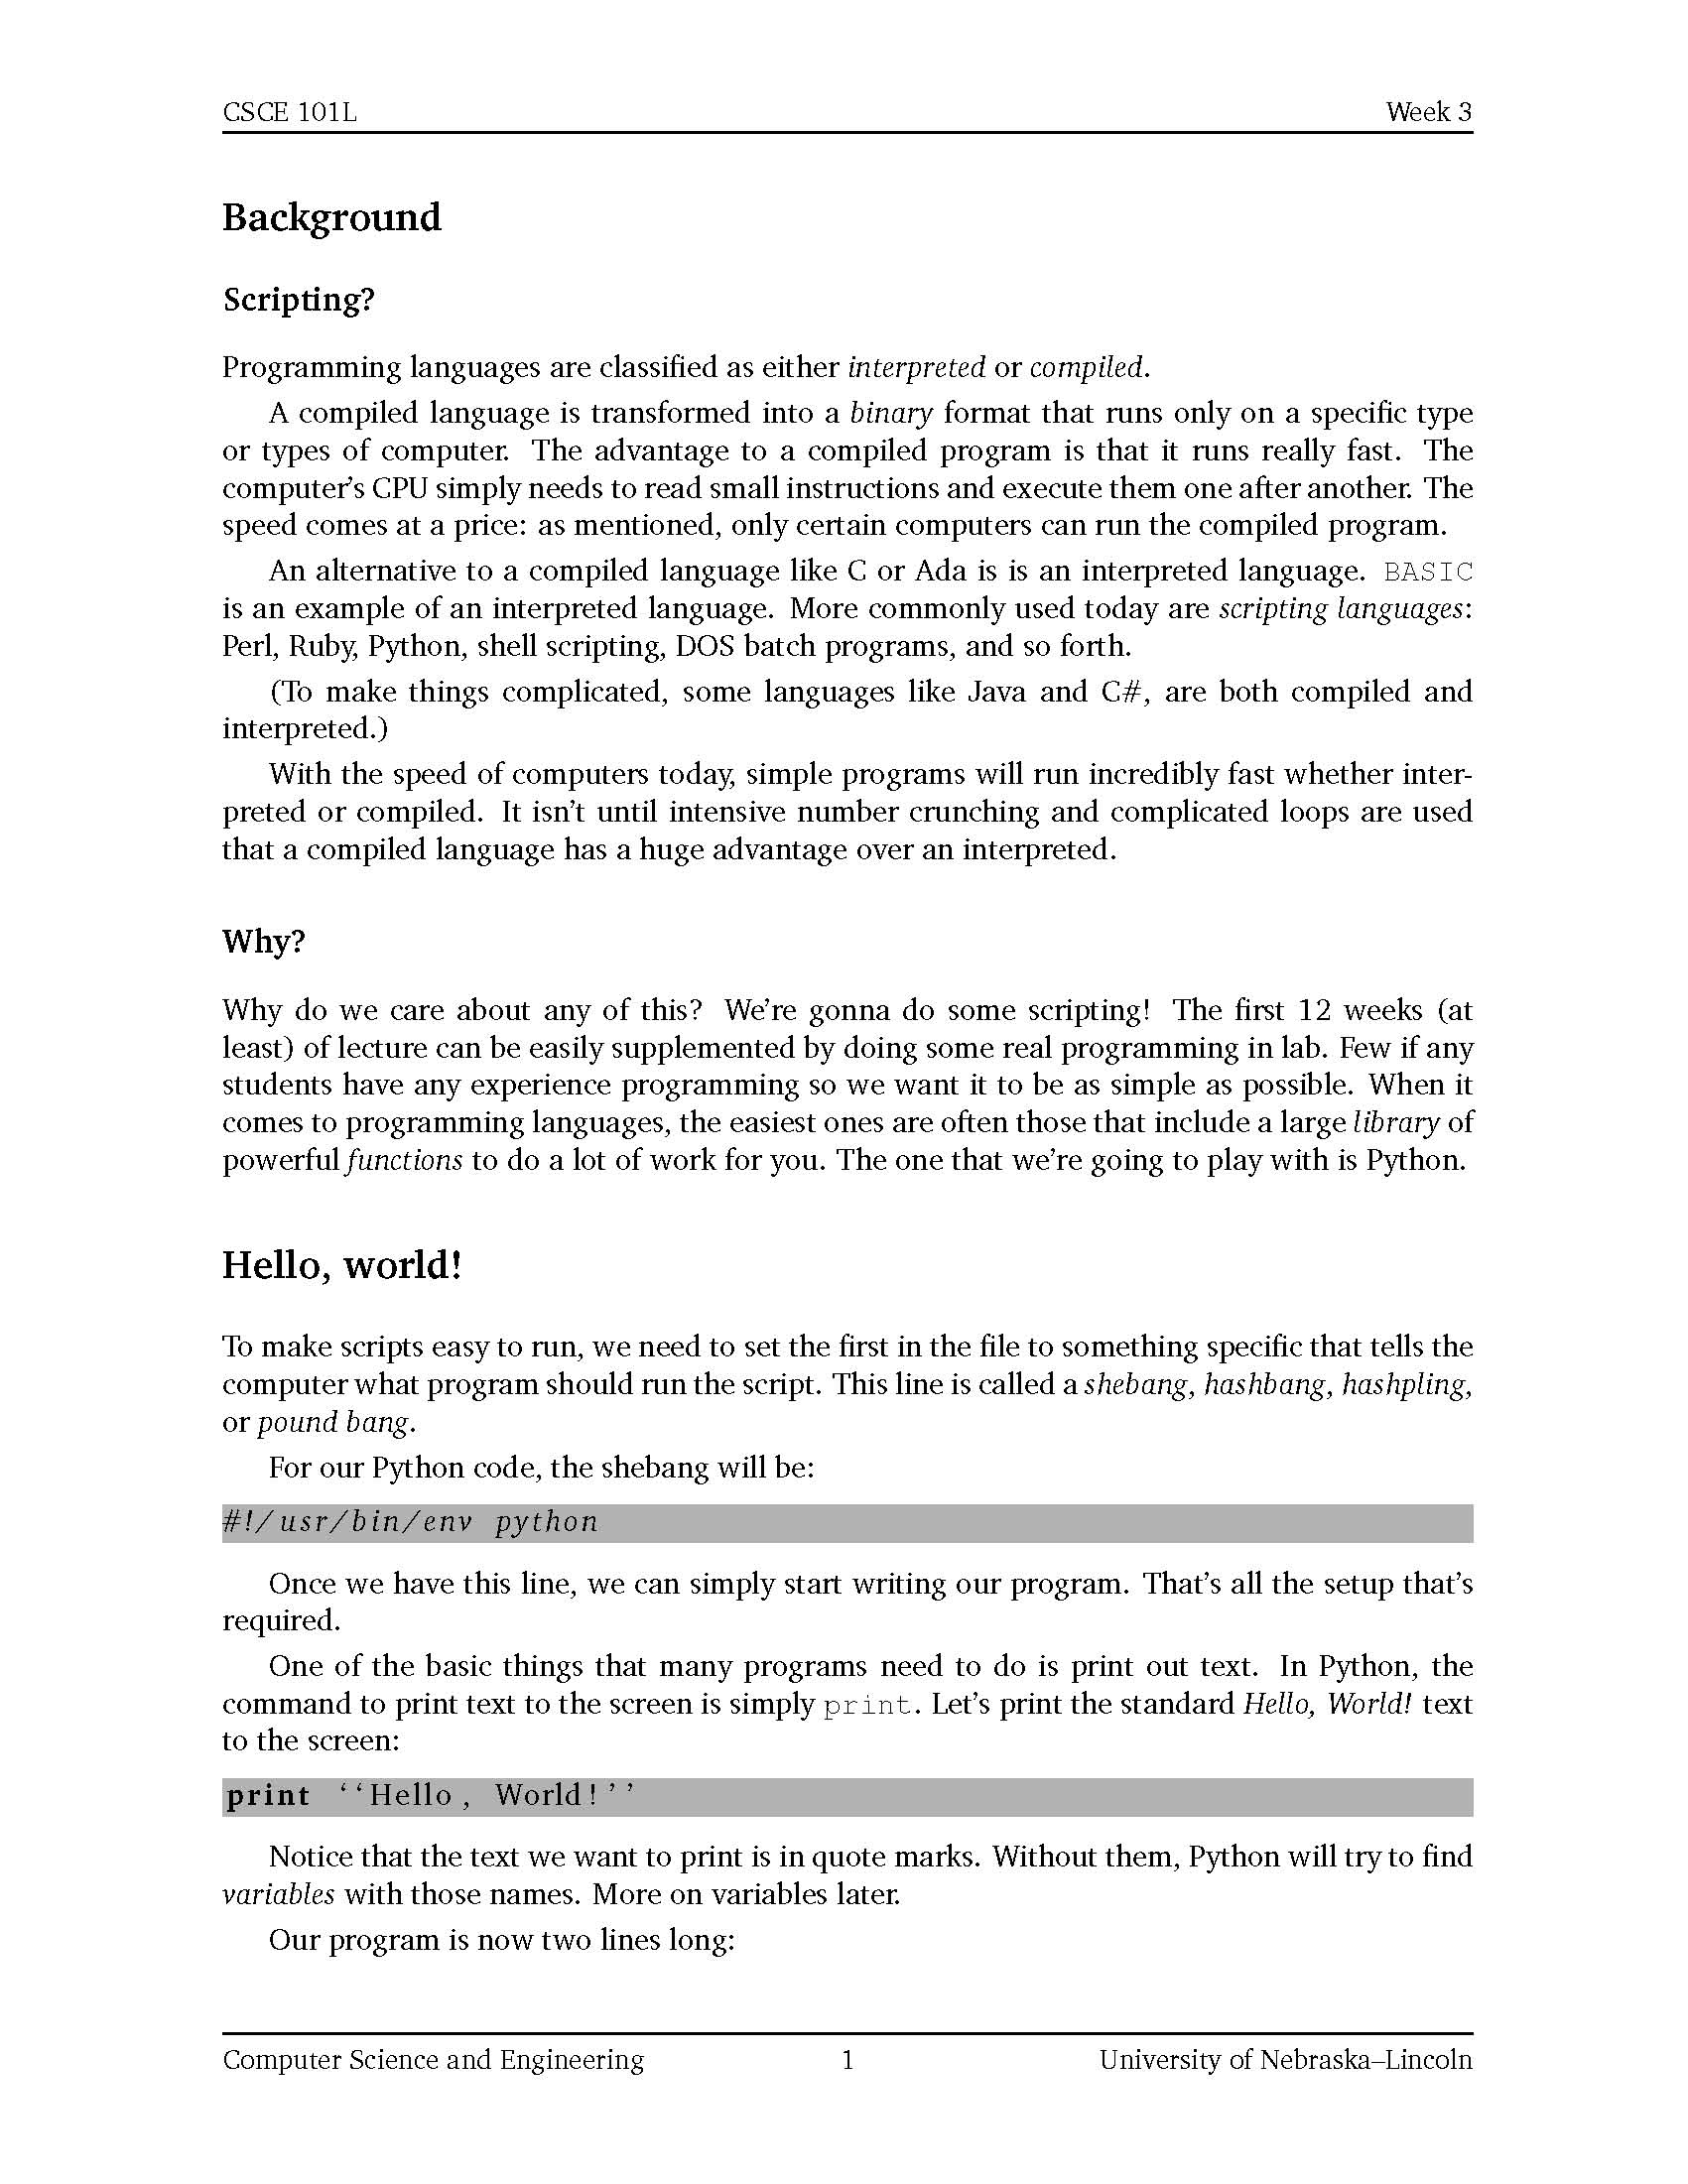 CSCE 101L Week 3
Background
Scripting?
Programming languages are classified as either interpreted or compiled.
A compiled language is transformed into a binary format that runs only on a specific type
or types of computer. The advantage to a compiled program is that it runs really fast. The
computer’s CPU simply needs to read small instructions and execute them one after another. The
speed comes at a price: as mentioned, only certain computers can run the compiled program.
An alternative to a compiled language like C or Ada is is an interpreted language. BASIC
is an example of an interpreted language. More commonly used today are scripting languages:
Perl, Ruby, Python, shell scripting, DOS batch programs, and so forth.
(To make things complicated, some languages like Java and C#, are both compiled and
interpreted.)
With the speed of computers today, simple programs will run incredibly fast whether inter-
preted or compiled. It isn’t until intensive number crunching and complicated loops are used
that a compiled language has a huge advantage over an interpreted.
Why?
Why do we care about any of this? We’re gonna do some scripting! The first 12 weeks (at
least) of lecture can be easily supplemented by doing some real programming in lab. Few if any
students have any experience programming so we want it to be as simple as possible. When it
comes to programming languages, the easiest ones are often those that include a large library of
powerful functions to do a lot of work for you. The one that we’re going to play with is Python.
Hello, world!
To make scripts easy to run, we need to set the first in the file to something specific that tells the
computer what program should run the script. This line is called a shebang, hashbang, hashpling,
or pound bang.
For our Python code, the shebang will be:
#!/usr/bin/env python
Once we have this line, we can simply start writing our program. That’s all the setup that’s
required.
One of the basic things that many programs need to do is print out text. In Python, the
command to print text to the screen is simply print. Let’s print the standard Hello, World! text
to the screen:
print ‘‘Hello, World!’’
Notice that the text we want to print is in quote marks. Without them, Python will try to find
variables with those names. More on variables later.
Our program is now two lines long:
Computer Science and Engineering 1 University of Nebraska–Lincoln